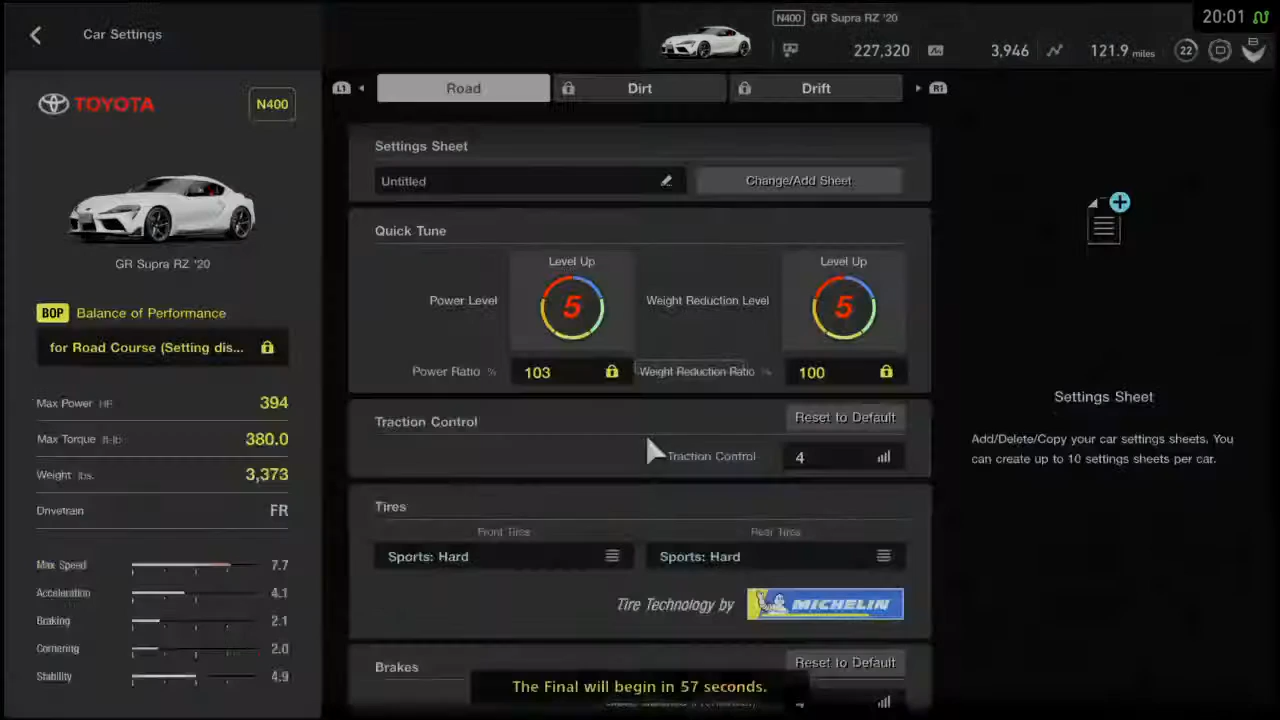 Car Settings
N400 GR Supra RZ '20
20:01
227,320
3,946
121.9 miles
22
B
TOYOTA
N400
GR Supra RZ '20
BOP Balance of Performance
for Road Course (Setting dis...
Max Power HP 394
Max Torque ft-lb 380.0
Weight lbs. 3,373
Drivetrain FR
Max Speed 7.7
Acceleration 4.1
Braking 2.1
Cornering 2.0
Stability 4.9
L1 Road Dirt Drift R1
Settings Sheet
Untitled Change/Add Sheet
Quick Tune
Level Up Level Up
Power Level 5 Weight Reduction Level 5
Power Ratio % 103 Weight Reduction Ratio % 100
Traction Control Reset to Default
Traction Control 4
Tires
Front Tires Rear Tires
Sports: Hard Sports: Hard
Tire Technology by MICHELIN
Brakes Reset to Default
The Final will begin in 57 seconds.
Settings Sheet
Add/Delete/Copy your car settings sheets. You
can create up to 10 settings sheets per car.